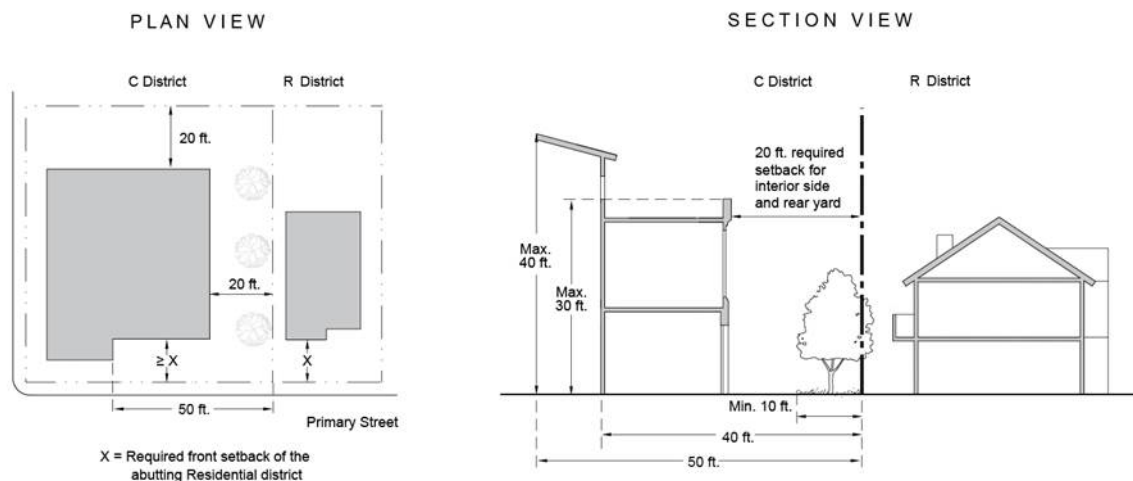 PLAN VIEW
C District
R District
20 ft.
20 ft.
≥ X
X
50 ft.
Primary Street
X = Required front setback of the
abutting Residential district
SECTION VIEW
C District
R District
20 ft. required
setback for
interior side
and rear yard
Max.
40 ft.
Max.
30 ft.
Min. 10 ft.
40 ft.
50 ft.